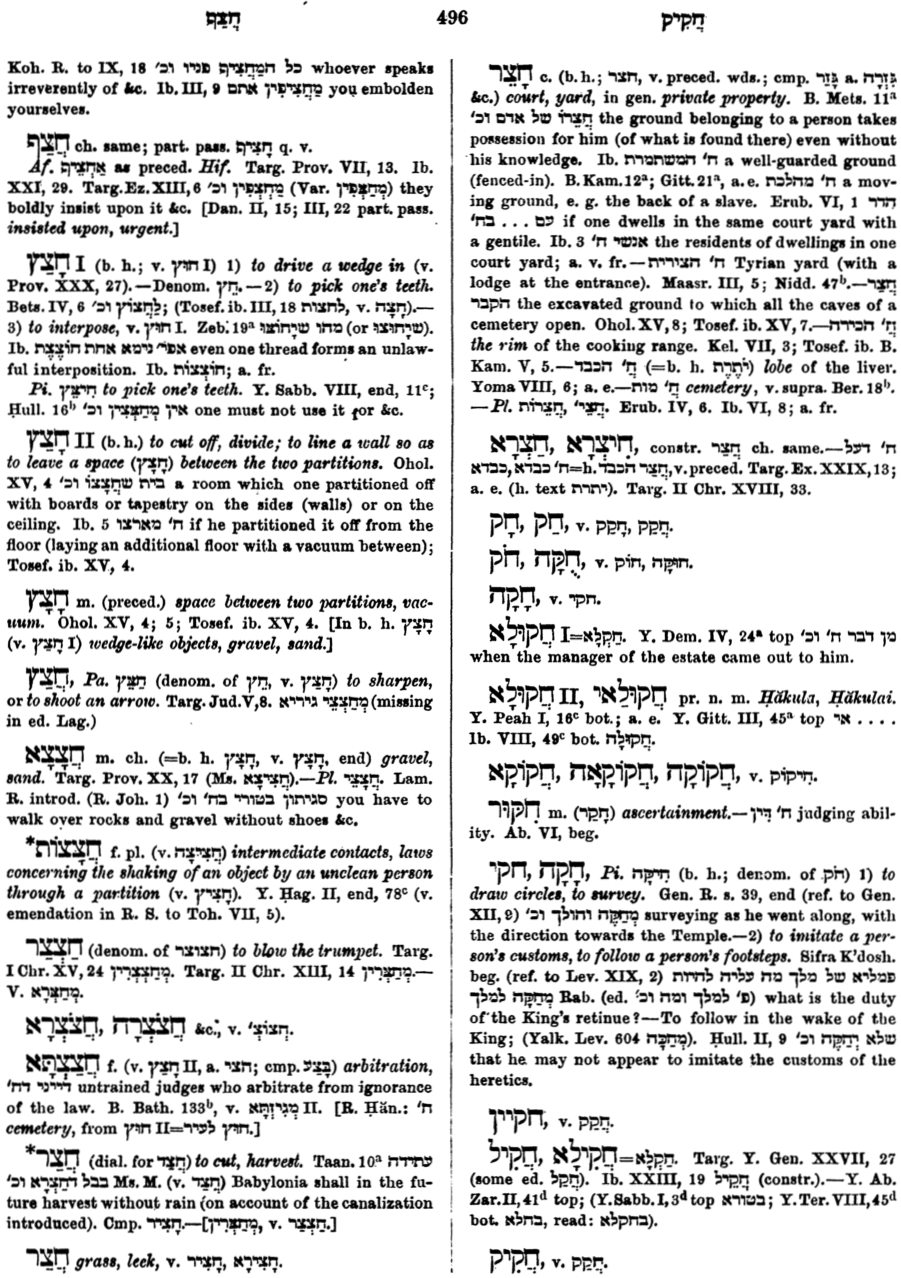 חֲצַף 496 חֲקִיק
Koh. R. to IX, 18 כל המַחֲצִיף פניו וכ׳ whoever speaks
irreverently of &c. Ib. III, 9 מַחֲצִיפִין אתם you embolden
yourselves.
חֲצַף ch. same; part. pass. חֲצִיף q. v.
Af. אַחֲצֵיף as preced. Hif. Targ. Prov. VII, 13. Ib.
XXI, 29. Targ. Ez. XIII, 6 מְחַצְפִין וכ׳ (Var. מַחְצְפִין) they
boldly insist upon it &c. [Dan. II, 15; III, 22 part. pass.
insisted upon, urgent.]
חָצַץ I (b. h.; v. חוץ I) 1) to drive a wedge in (v.
Prov. XXX, 27).—Denom. חֵץ.—2) to pick one's teeth.
Bets. IV, 6 לַחֲצוֹץ וכ׳; (Tosef. ib. III, 18 לחצות, v. חָצָה).—
3) to interpose, v. חוץ I. Zeb. 19ᵃ מהו שיחוצו (or שיחוצו).
Ib. אפי׳ נימא אחת חוֹצֶצֶת even one thread forms an unlaw-
ful interposition. Ib. חוֹצְצוֹת; a. fr.
Pi. חִיצֵּץ to pick one's teeth. Y. Sabb. VIII, end, 11ᶜ;
Ḥull. 16ᵇ אין מְחַצְּצִין וכ׳ one must not use it for &c.
חָצַץ II (b. h.) to cut off, divide; to line a wall so as
to leave a space (חָצָץ) between the two partitions. Ohol.
XV, 4 בית שחֲצָצוֹ וכ׳ a room which one partitioned off
with boards or tapestry on the sides (walls) or on the
ceiling. Ib. 5 ח׳ מארצו if he partitioned it off from the
floor (laying an additional floor with a vacuum between);
Tosef. ib. XV, 4.
חָצָץ m. (preced.) space between two partitions, vac-
uum. Ohol. XV, 4; 5; Tosef. ib. XV, 4. [In b. h. חָצָץ
(v. חָצַץ I) wedge-like objects, gravel, sand.]
חֲצַץ, Pa. חַצֵּץ (denom. of חֵץ, v. חָצַץ) to sharpen,
or to shoot an arrow. Targ. Jud. V, 8. מְחַצְּצֵי גירייא (missing
in ed. Lag.)
חֲצָצָא m. ch. (=b. h. חָצָץ, v. חָצָץ, end) gravel,
sand. Targ. Prov. XX, 17 (Ms. חֲצִיצָא).—Pl. חֲצָצֵי. Lam.
R. introd. (R. Joh. 1) סגיתון בטורי בח׳ וכ׳ you have to
walk over rocks and gravel without shoes &c.
*חֲצָצוֹת f. pl. (v. חֲצִיצָה) intermediate contacts, laws
concerning the shaking of an object by an unclean person
through a partition (v. חָצִיץ). Y. Ḥag. II, end, 78ᶜ (v.
emendation in R. S. to Toh. VII, 5).
חֲצַצַר (denom. of חצוצר) to blow the trumpet. Targ.
I Chr. XV, 24 מְחַצְצְרִין. Targ. II Chr. XIII, 14 מְחַצְּרִין.—
V. מְחַצְּרָא.
חֲצֹצְרָה, חֲצֹצְרָא &c., v. חצוצ׳.
חֲצָצְתָּא f. (v. חָצַץ II, a. חצי; cmp. בָּצַע) arbitration,
דייני דח׳ untrained judges who arbitrate from ignorance
of the law. B. Bath. 133ᵇ, v. מְגִיזְתָּא II. [R. Ḥän.: ח׳
cemetery, from חוץ II=חוץ לעיר.]
*חֲצַר (dial. for חֲצַד) to cut, harvest. Taan. 10ᵃ עתידה
בבל דחַצְרָא וכ׳ Ms. M. (v. חֲצַד) Babylonia shall in the fu-
ture harvest without rain (on account of the canalization
introduced). Cmp. חָצִיר.—[מְחַצְּרִין, v. חֲצַצַר.]
חֲצַר grass, leek, v. חָצִיר, חֲצִירָא.
חָצֵר c. (b. h.; חצר, v. preced. wds.; cmp. גְּזַר a. גִּזְרָה
&c.) court, yard, in gen. private property. B. Mets. 11ᵃ
חֲצֵרוֹ של אדם וכ׳ the ground belonging to a person takes
possession for him (of what is found there) even without
his knowledge. Ib. ח׳ המשתמרת a well-guarded ground
(fenced-in). B. Kam. 12ᵃ; Gitt. 21ᵃ, a. e. ח׳ מהלכת a mov-
ing ground, e. g. the back of a slave. Erub. VI, 1 הדר
עם ... בח׳ if one dwells in the same court yard with
a gentile. Ib. 3 אנשי ח׳ the residents of dwellings in one
court yard; a. v. fr.—ח׳ הצורית Tyrian yard (with a
lodge at the entrance). Maasr. III, 5; Nidd. 47ᵇ.—חֲצַר
הקבר the excavated ground to which all the caves of a
cemetery open. Ohol. XV, 8; Tosef. ib. XV, 7.—חֲ׳ הכירה
the rim of the cooking range. Kel. VII, 3; Tosef. ib. B.
Kam. V, 5.—חֲ׳ הכבד (=b. h. יֹתֶרֶת) lobe of the liver.
Yoma VIII, 6; a. e.—חֲ׳ מות cemetery, v. supra. Ber. 18ᵇ.
—Pl. חֲצֵרוֹת, חֲצֵי׳. Erub. IV, 6. Ib. VI, 8; a. fr.
חִיצְרָא, חֲצַרָא, constr. חֲצַר ch. same.—ח׳ דעל
כבדא, ח׳ כבדא=h. חֲצַר הכבד, v. preced. Targ. Ex. XXIX, 13;
a. e. (h. text יתרת). Targ. II Chr. XVIII, 33.
חַק, חָק, v. חָקַק, חֲקַק.
חֹק, חֻקָּה, v. חוֹק, חוּקָּה.
חָקָה, v. חקי.
חֲקוּלָא I=חַקְלָא. Y. Dem. IV, 24ᵃ top מן דבר ח׳ וכ׳
when the manager of the estate came out to him.
חֲקוּלָא II, חֲקוּלַאי pr. n. m. Ḥăkula, Ḥăkulai.
Y. Peah I, 16ᶜ bot.; a. e. Y. Gitt. III, 45ᵃ top אי ....
Ib. VIII, 49ᶜ bot. חֲקוּלָה.
חֲקוֹקָה, חֲקוֹקָאָה, חֲקוֹקָא, v. חִיקוֹק.
חִקּוּר m. (חָקַר) ascertainment.—ח׳ דִּין judging abil-
ity. Ab. VI, beg.
חקי, חָקָה, Pi. חִיקָּה (b. h.; denom. of חֹק) 1) to
draw circles, to survey. Gen. R. s. 39, end (ref. to Gen.
XII, 9) מְחַקֶּה והולך וכ׳ surveying as he went along, with
the direction towards the Temple.—2) to imitate a per-
son's customs, to follow a person's footsteps. Sifra K'dosh.
beg. (ref. to Lev. XIX, 2) פמליא של מלך מה עליה להיות
מְחַקָּה למלך Rab. (ed. פ׳ למלך ומה וכ׳) what is the duty
of the King's retinue?—To follow in the wake of the
King; (Yalk. Lev. 604 מְחַכָּה). Ḥull. II, 9 שלא יְחַקֶּה וכ׳
that he may not appear to imitate the customs of the
heretics.
חקיין, v. חֲקַק.
חֲקִיל, חֲקִילָא=חַקְלָא. Targ. Y. Gen. XXVII, 27
(some ed. חֲקַל). Ib. XXIII, 19 חֲקֵיל (constr.).—Y. Ab.
Zar. II, 41ᵈ top; (Y. Sabb. I, 3ᵈ top בטורא; Y. Ter. VIII, 45ᵈ
bot. בחלא, read: בחקלא).
חֲקִיק, v. חֲקַק.